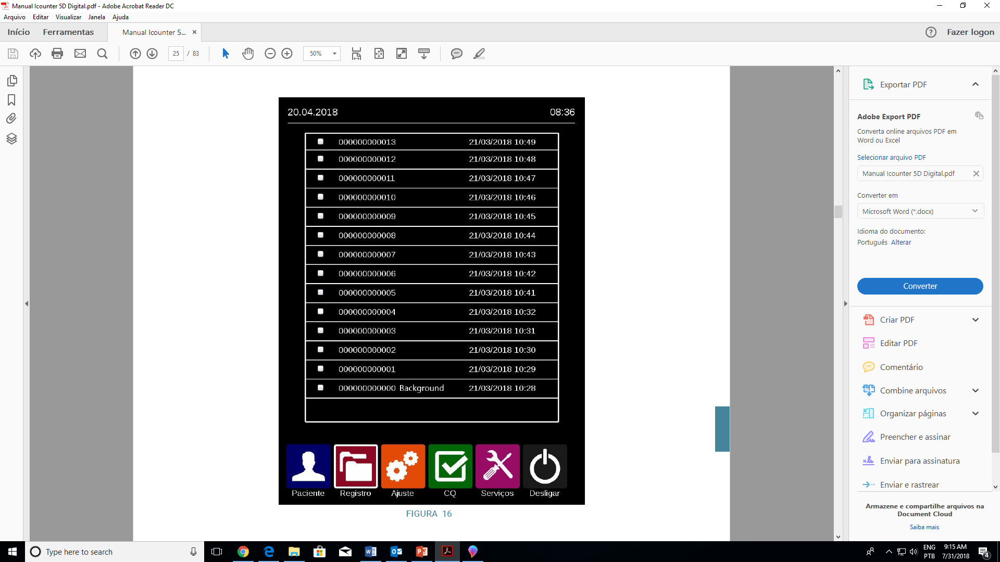 Manual Icounter 5D Digital.pdf - Adobe Acrobat Reader DC
Arquivo Editar Visualizar Janela Ajuda
Início Ferramentas Manual Icounter 5... Fazer logon
25 / 83 50%
20.04.2018 08:36
000000000013 21/03/2018 10:49
000000000012 21/03/2018 10:48
000000000011 21/03/2018 10:47
000000000010 21/03/2018 10:46
000000000009 21/03/2018 10:45
000000000008 21/03/2018 10:44
000000000007 21/03/2018 10:43
000000000006 21/03/2018 10:42
000000000005 21/03/2018 10:41
000000000004 21/03/2018 10:32
000000000003 21/03/2018 10:31
000000000002 21/03/2018 10:30
000000000001 21/03/2018 10:29
000000000000 Background 21/03/2018 10:28
Paciente Registro Ajuste CQ Serviços Desligar
FIGURA 16
Exportar PDF
Adobe Export PDF
Converta online arquivos PDF em
Word ou Excel
Selecionar arquivo PDF
Manual Icounter 5D Digital.pdf
Converter em
Microsoft Word (*.docx)
Idioma do documento:
Português Alterar
Converter
Criar PDF
Editar PDF
Comentário
Combine arquivos
Organizar páginas
Preencher e assinar
Enviar para assinatura
Enviar e rastrear
Armazene e compartilhe arquivos na
Document Cloud
Saiba mais
Type here to search
ENG
PTB
9:15 AM
7/31/2018
4